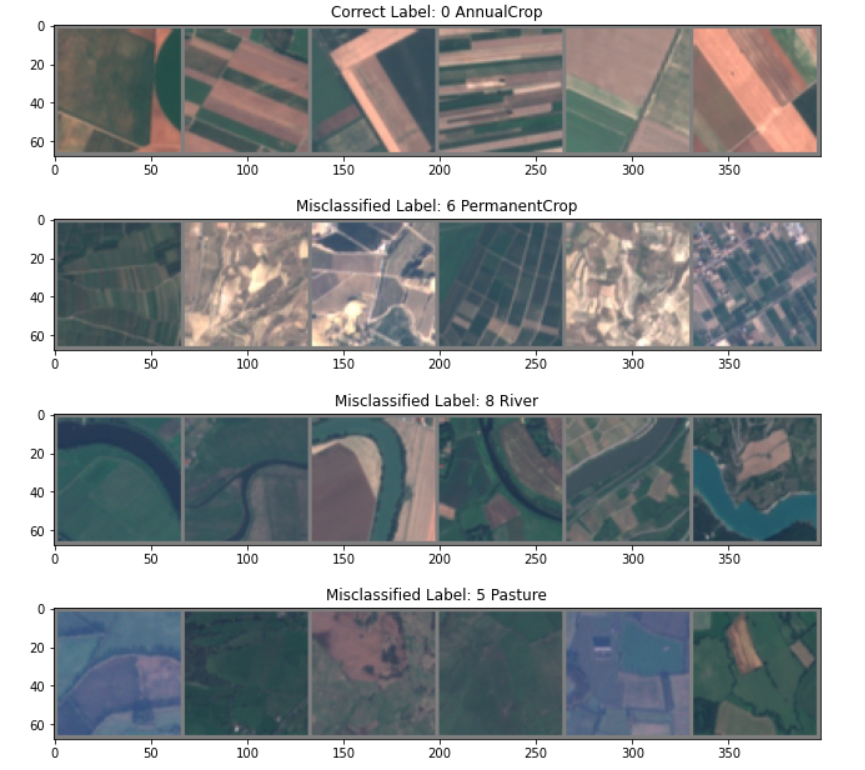 Correct Label: 0 AnnualCrop
0
20
40
60
0 50 100 150 200 250 300 350
Misclassified Label: 6 PermanentCrop
0
20
40
60
0 50 100 150 200 250 300 350
Misclassified Label: 8 River
0
20
40
60
0 50 100 150 200 250 300 350
Misclassified Label: 5 Pasture
0
20
40
60
0 50 100 150 200 250 300 350